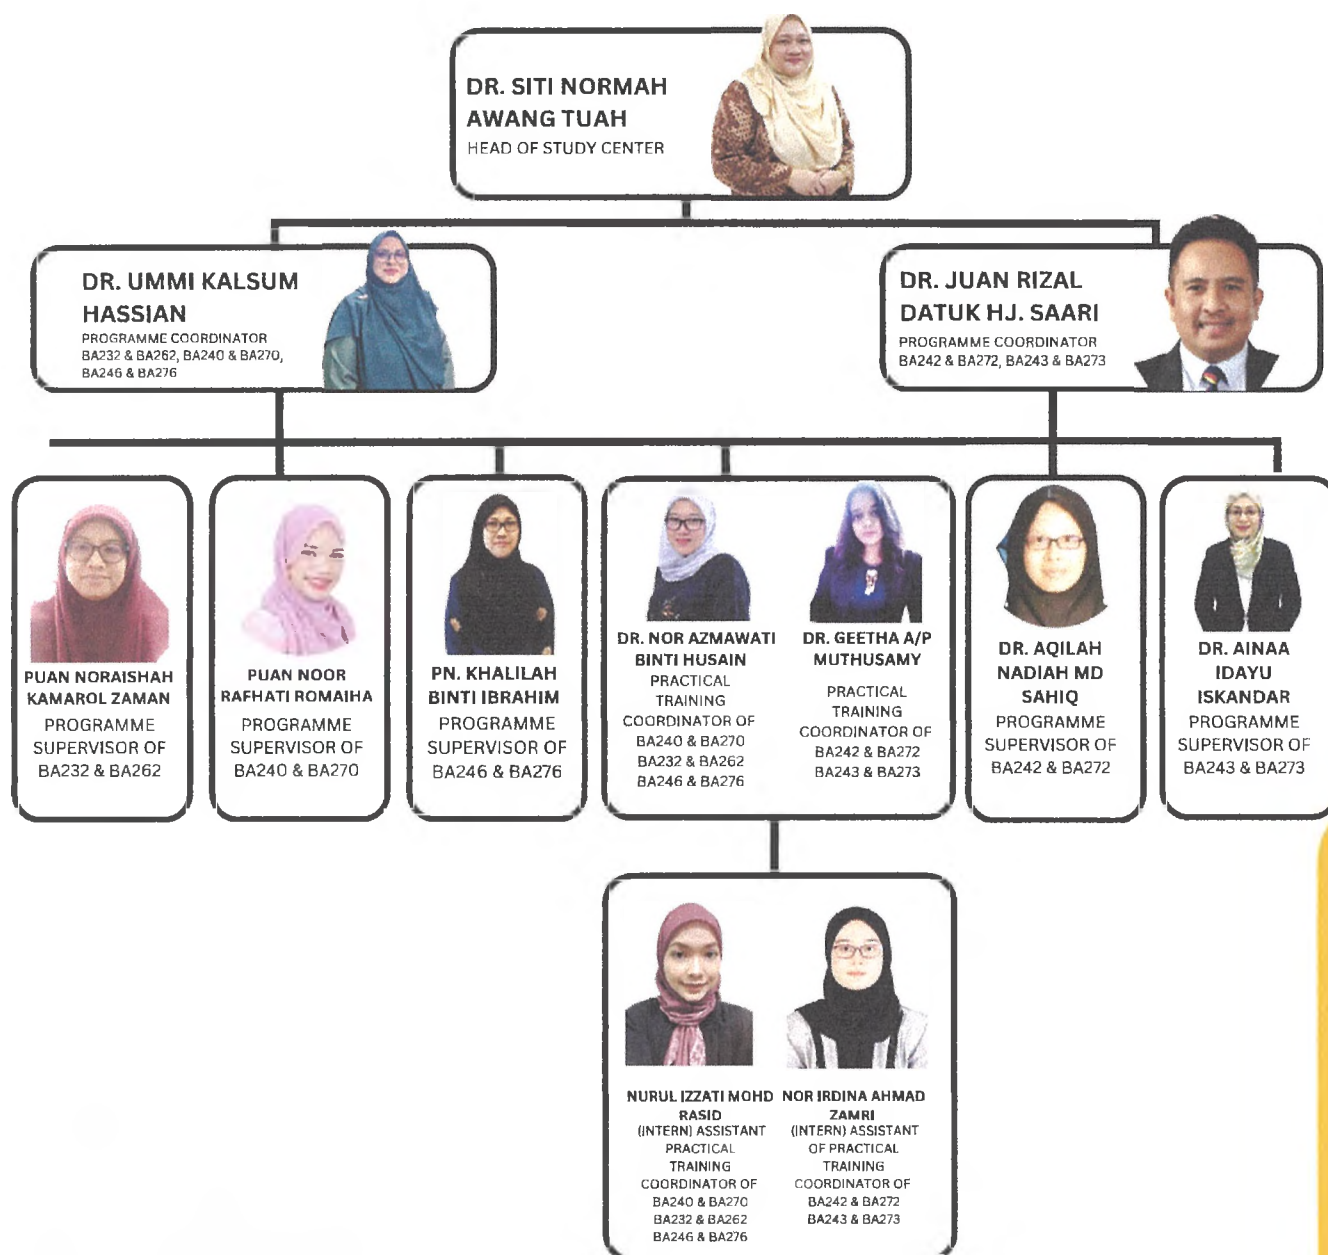 DR. SITI NORMAH
AWANG TUAH
HEAD OF STUDY CENTER
DR. UMMI KALSUM
HASSIAN
PROGRAMME COORDINATOR
BA232 & BA262, BA240 & BA270,
BA246 & BA276
DR. JUAN RIZAL
DATUK HJ. SAARI
PROGRAMME COORDINATOR
BA242 & BA272, BA243 & BA273
PUAN NORAISHAH
KAMAROL ZAMAN
PROGRAMME
SUPERVISOR OF
BA232 & BA262
PUAN NOOR
RAFHATI ROMAIHA
PROGRAMME
SUPERVISOR OF
BA240 & BA270
PN. KHALILAH
BINTI IBRAHIM
PROGRAMME
SUPERVISOR OF
BA246 & BA276
DR. NOR AZMAWATI
BINTI HUSAIN
PRACTICAL
TRAINING
COORDINATOR OF
BA240 & BA270
BA232 & BA262
BA246 & BA276
DR. GEETHA A/P
MUTHUSAMY
PRACTICAL
TRAINING
COORDINATOR OF
BA242 & BA272
BA243 & BA273
DR. AQILAH
NADIAH MD
SAHIQ
PROGRAMME
SUPERVISOR OF
BA242 & BA272
DR. AINAA
IDAYU
ISKANDAR
PROGRAMME
SUPERVISOR OF
BA243 & BA273
NURUL IZZATI MOHD
RASID
(INTERN) ASSISTANT
PRACTICAL
TRAINING
COORDINATOR OF
BA240 & BA270
BA232 & BA262
BA246 & BA276
NOR IRDINA AHMAD
ZAMRI
(INTERN) ASSISTANT
OF PRACTICAL
TRAINING
COORDINATOR OF
BA242 & BA272
BA243 & BA273